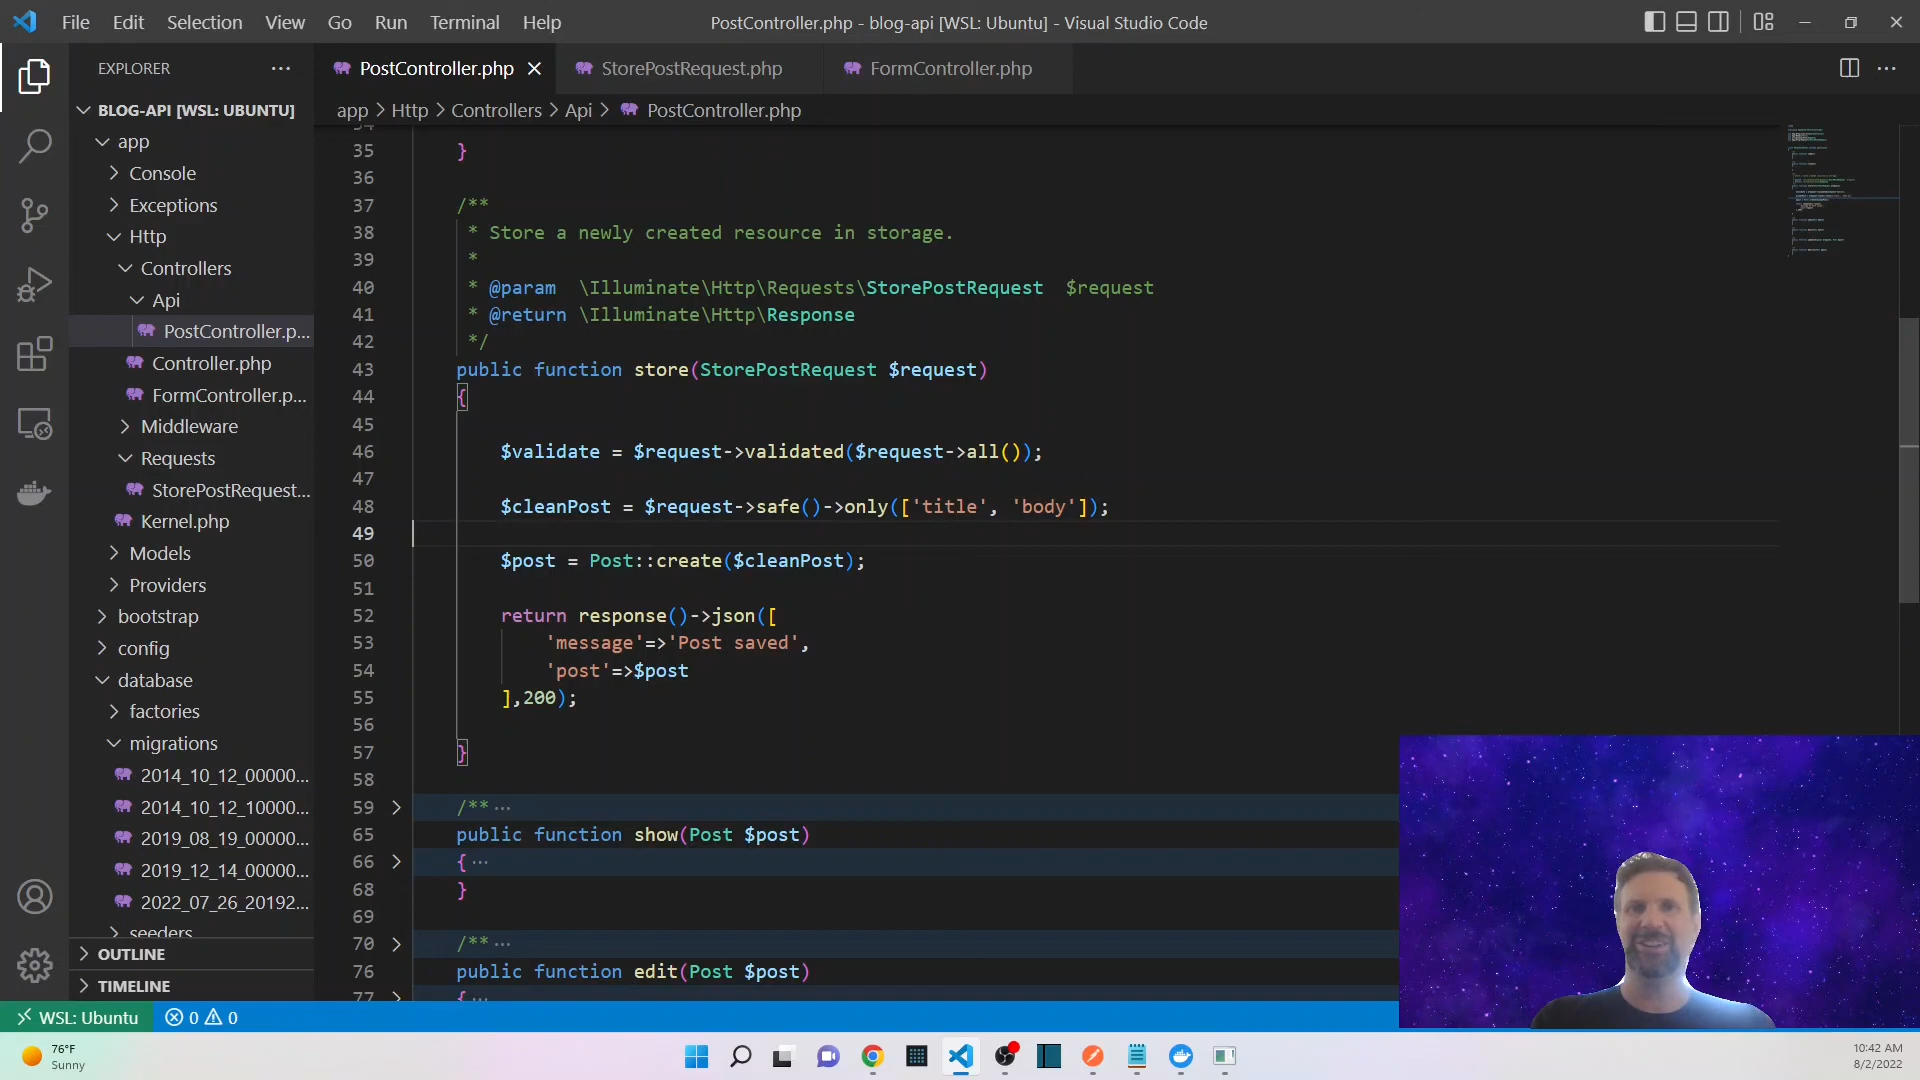 File Edit Selection View Go Run Terminal Help
PostController.php - blog-api [WSL: Ubuntu] - Visual Studio Code
EXPLORER
PostController.php
StorePostRequest.php
FormController.php
BLOG-API [WSL: UBUNTU]
app > Http > Controllers > Api > PostController.php
app
Console
Exceptions
Http
Controllers
Api
PostController.p...
Controller.php
FormController.p...
Middleware
Requests
StorePostRequest...
Kernel.php
Models
Providers
bootstrap
config
database
factories
migrations
2014_10_12_00000...
2014_10_12_10000...
2019_08_19_00000...
2019_12_14_00000...
2022_07_26_20192...
seeders
OUTLINE
TIMELINE
34
35 }
36
37 /**
38 * Store a newly created resource in storage.
39 *
40 * @param \Illuminate\Http\Requests\StorePostRequest $request
41 * @return \Illuminate\Http\Response
42 */
43 public function store(StorePostRequest $request)
44 {
45
46 $validate = $request->validated($request->all());
47
48 $cleanPost = $request->safe()->only(['title', 'body']);
49
50 $post = Post::create($cleanPost);
51
52 return response()->json([
53 'message'=>'Post saved',
54 'post'=>$post
55 ],200);
56
57 }
58
59 /** ...
65 public function show(Post $post)
66 { ...
68 }
69
70 /** ...
76 public function edit(Post $post)
77 { ...
WSL: Ubuntu 0 0
76°F
Sunny
10:42 AM
8/2/2022